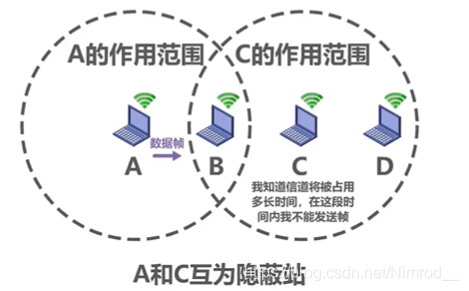 A的作用范围 C的作用范围
数据帧
A B C D
我知道信道将被占用
多长时间，在这段时
间内我不能发送帧
A和C互为隐蔽站
https://blog.csdn.net/Nimrod__